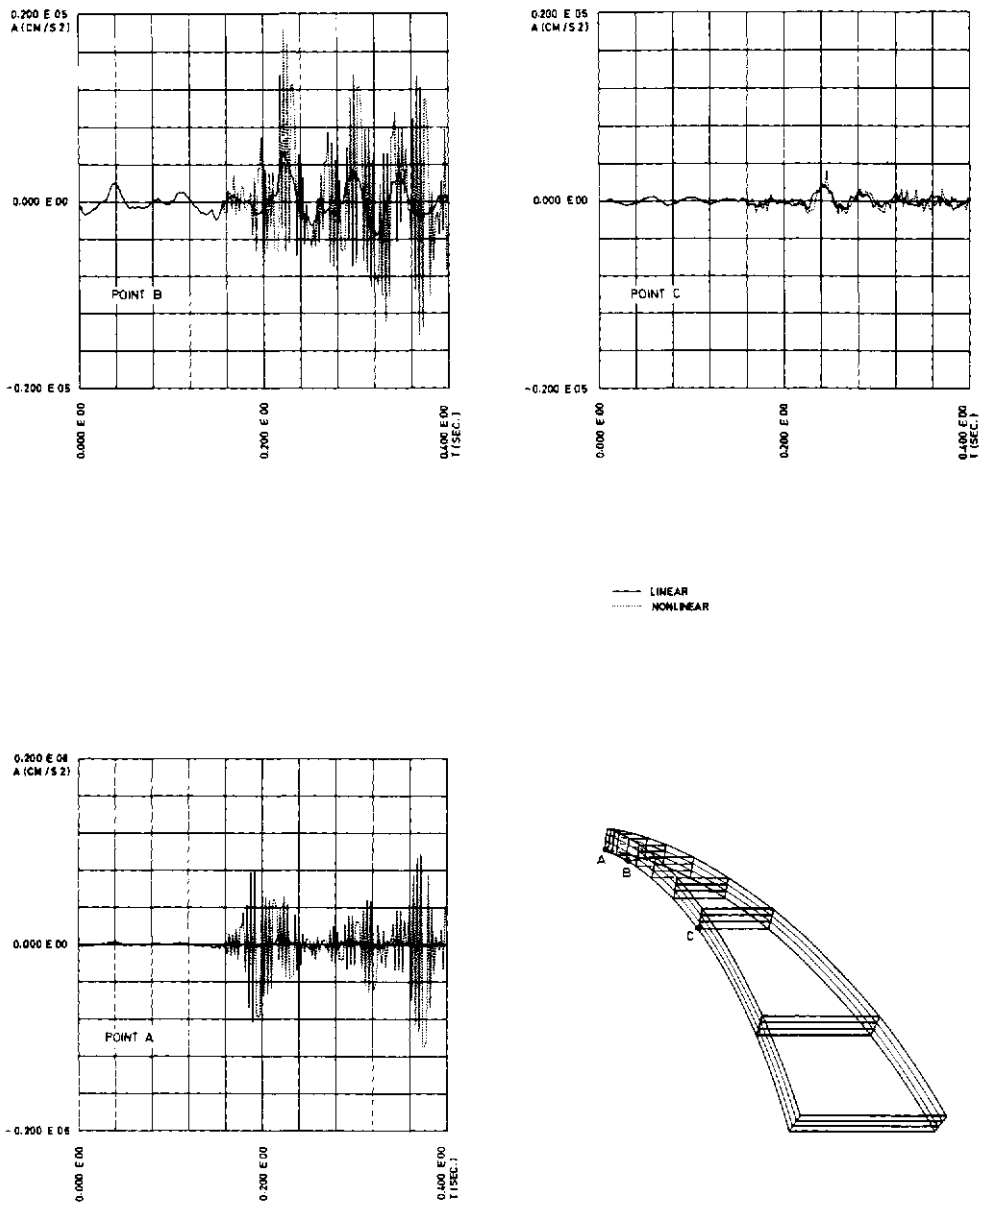 0.200 E 05
A (CM/S 2)
0.000 E 00
POINT B
-0.200 E 05
0.000 E 00
0.200 E 00
0.400 E 00
T (SEC.)
0.200 E 05
A (CM/S 2)
0.000 E 00
POINT C
-0.200 E 05
0.000 E 00
0.200 E 00
0.400 E 00
T (SEC.)
LINEAR
NONLINEAR
0.200 E 06
A (CM/S 2)
0.000 E 00
POINT A
-0.200 E 06
0.000 E 00
0.200 E 00
0.400 E 00
T (SEC.)
A
B
C